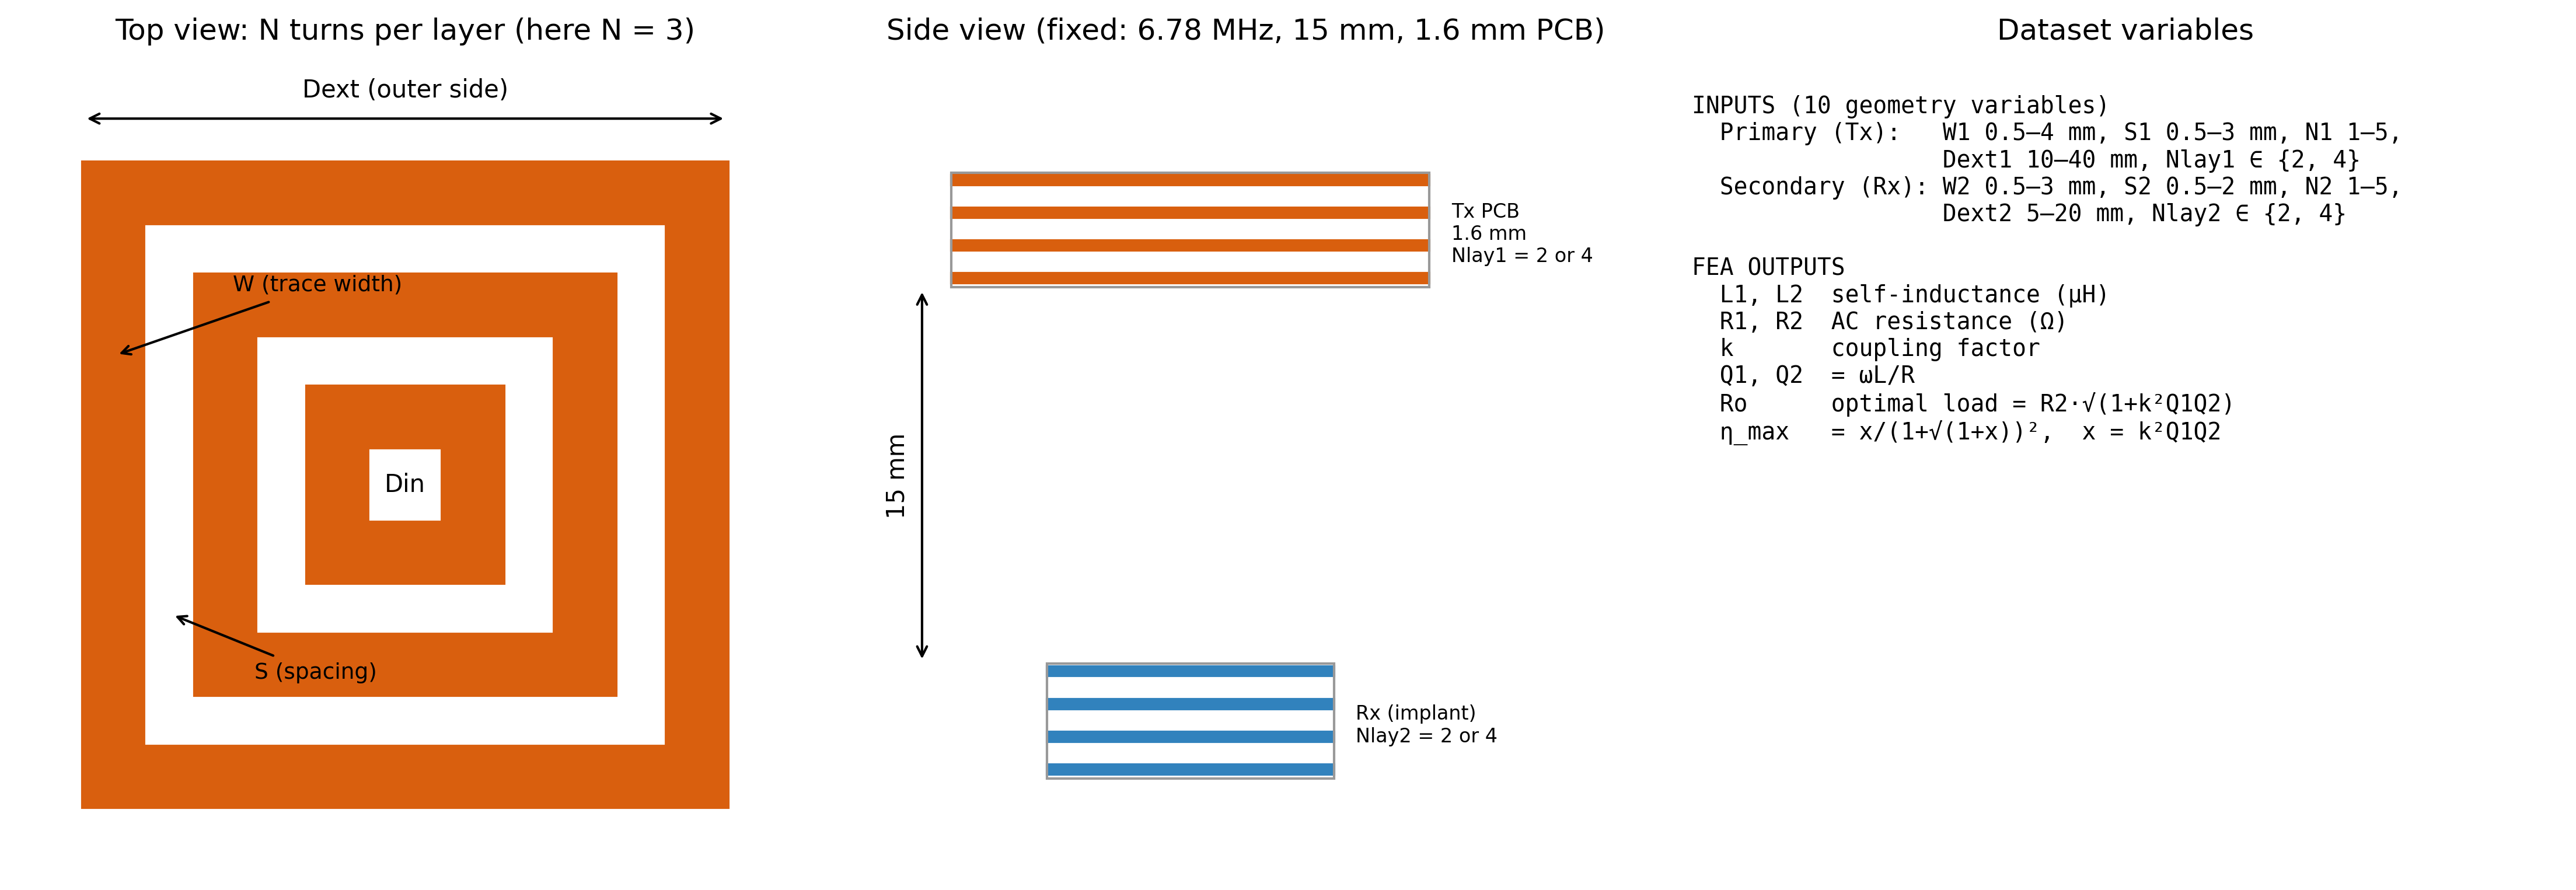 Top view: N turns per layer (here N = 3)
Dext (outer side)
W (trace width)
Din
S (spacing)
Side view (fixed: 6.78 MHz, 15 mm, 1.6 mm PCB)
Tx PCB
1.6 mm
Nlay1 = 2 or 4
15 mm
Rx (implant)
Nlay2 = 2 or 4
Dataset variables
INPUTS (10 geometry variables)
Primary (Tx): W1 0.5–4 mm, S1 0.5–3 mm, N1 1–5,
Dext1 10–40 mm, Nlay1 ∈ {2, 4}
Secondary (Rx): W2 0.5–3 mm, S2 0.5–2 mm, N2 1–5,
Dext2 5–20 mm, Nlay2 ∈ {2, 4}
FEA OUTPUTS
L1, L2 self-inductance (μH)
R1, R2 AC resistance (Ω)
k coupling factor
Q1, Q2 = ωL/R
Ro optimal load = R2·√(1+k²Q1Q2)
η_max = x/(1+√(1+x))², x = k²Q1Q2